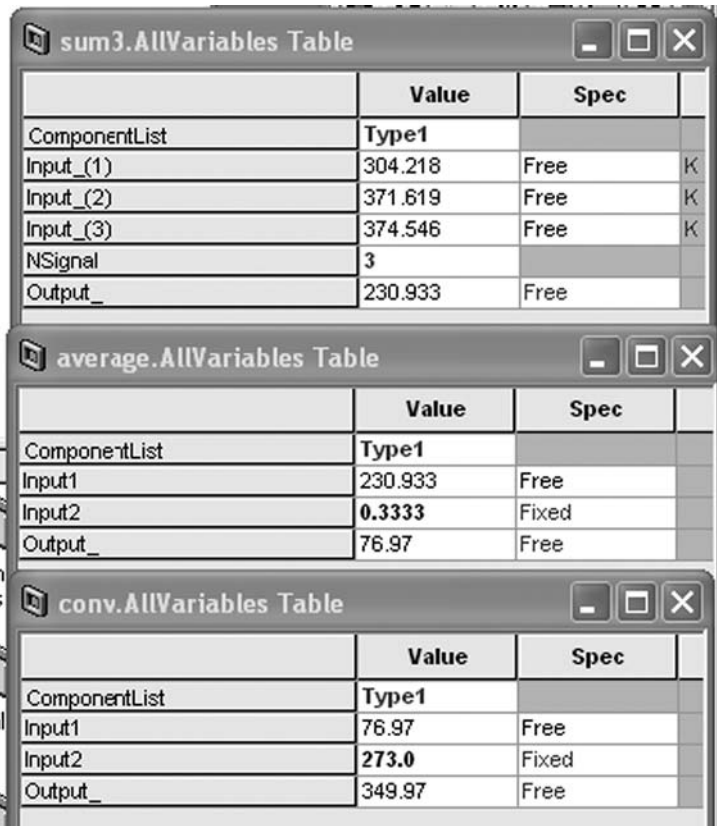 sum3.AllVariables Table
Value Spec
ComponentList Type1
Input_(1) 304.218 Free K
Input_(2) 371.619 Free K
Input_(3) 374.546 Free K
NSignal 3
Output_ 230.933 Free
average.AllVariables Table
Value Spec
ComponentList Type1
Input1 230.933 Free
Input2 0.3333 Fixed
Output_ 76.97 Free
conv.AllVariables Table
Value Spec
ComponentList Type1
Input1 76.97 Free
Input2 273.0 Fixed
Output_ 349.97 Free